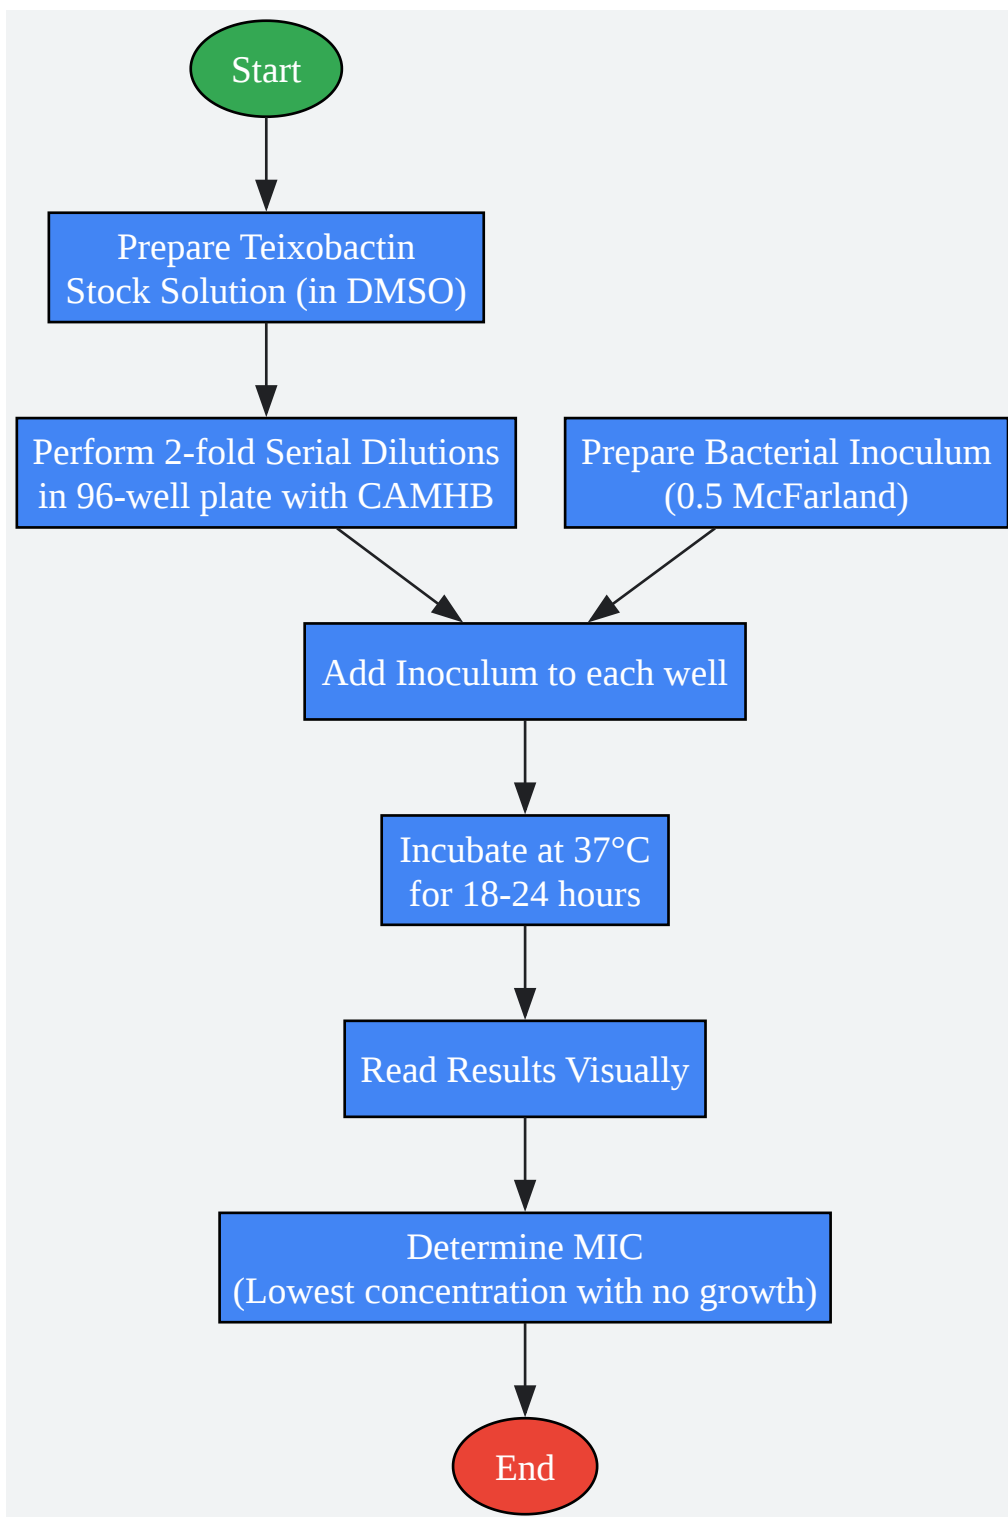 Start
Prepare Teixobactin
Stock Solution (in DMSO)
Perform 2-fold Serial Dilutions
in 96-well plate with CAMHB
Prepare Bacterial Inoculum
(0.5 McFarland)
Add Inoculum to each well
Incubate at 37°C
for 18-24 hours
Read Results Visually
Determine MIC
(Lowest concentration with no growth)
End